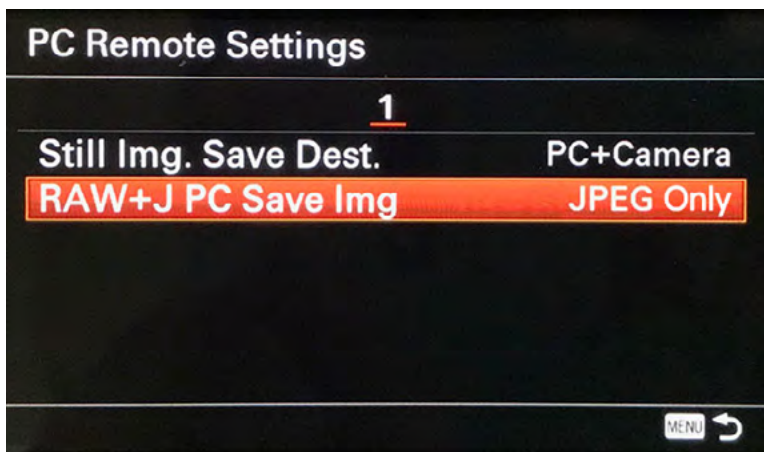 PC Remote Settings
1
Still Img. Save Dest. PC+Camera
RAW+J PC Save Img JPEG Only
MENU